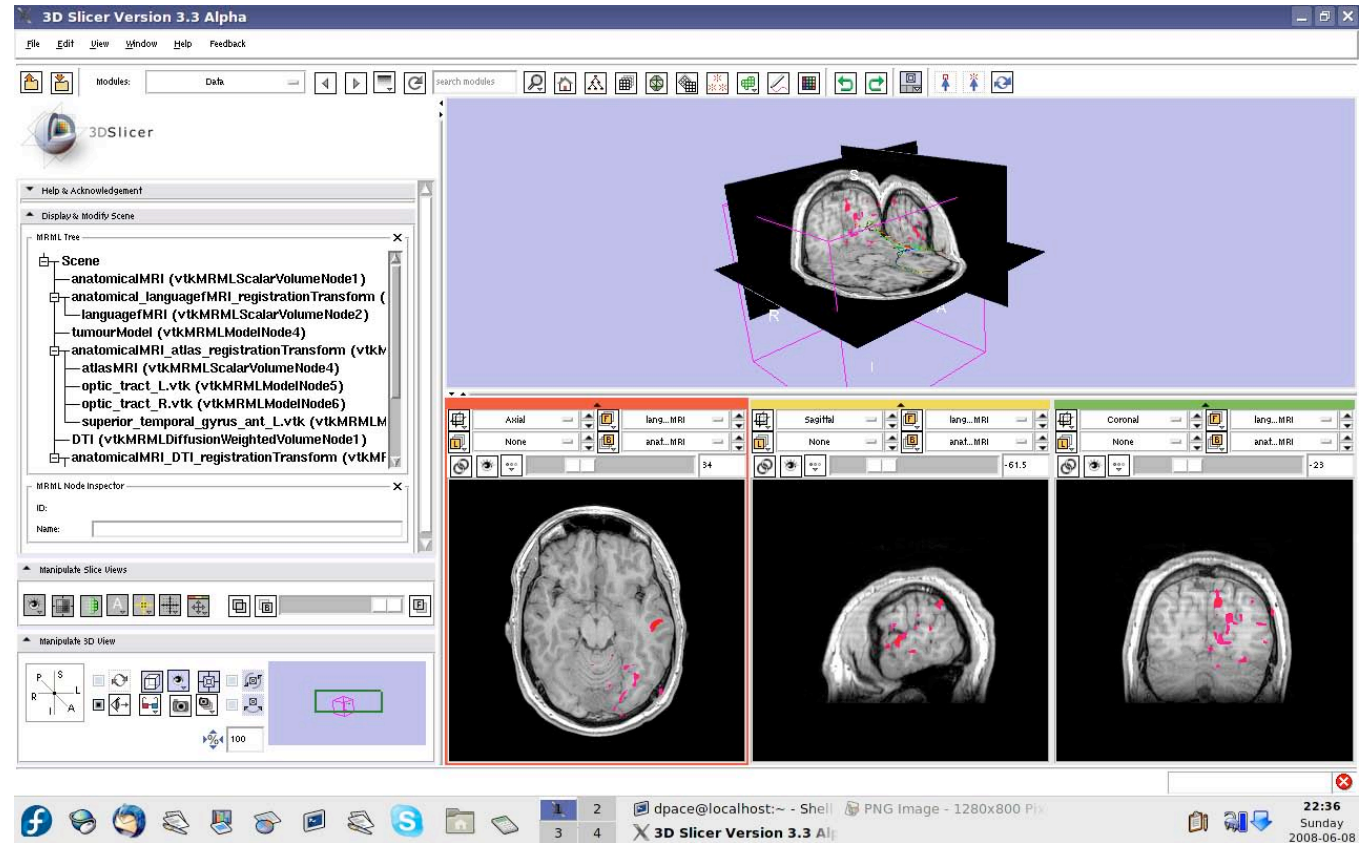 3D Slicer Version 3.3 Alpha
File Edit View Window Help Feedback
Modules: Data search modules
3DSlicer
Help & Acknowledgement
Display & Modify Scene
MRML Tree
Scene
anatomicalMRI (vtkMRMLScalarVolumeNode1)
anatomical_languagefMRI_registrationTransform (
languagefMRI (vtkMRMLScalarVolumeNode2)
tumourModel (vtkMRMLModelNode4)
anatomicalMRI_atlas_registrationTransform (vtkM
atlasMRI (vtkMRMLScalarVolumeNode4)
optic_tract_L.vtk (vtkMRMLModelNode5)
optic_tract_R.vtk (vtkMRMLModelNode6)
superior_temporal_gyrus_ant_L.vtk (vtkMRMLM
DTI (vtkMRMLDiffusionWeightedVolumeNode1)
anatomicalMRI_DTI_registrationTransform (vtkMF
MRML Node Inspector
ID:
Name:
Manipulate Slice Views
Manipulate 3D View
P S
R L
I A
100
S
R A
I
Axial lang...MRI
None anat...MRI
34
Sagittal lang...MRI
None anat...MRI
-61.5
Coronal lang...MRI
None anat...MRI
-23
1 2
3 4
dpace@localhost:~ - Shell
PNG Image - 1280x800 Pix
3D Slicer Version 3.3 Al
22:36
Sunday
2008-06-08